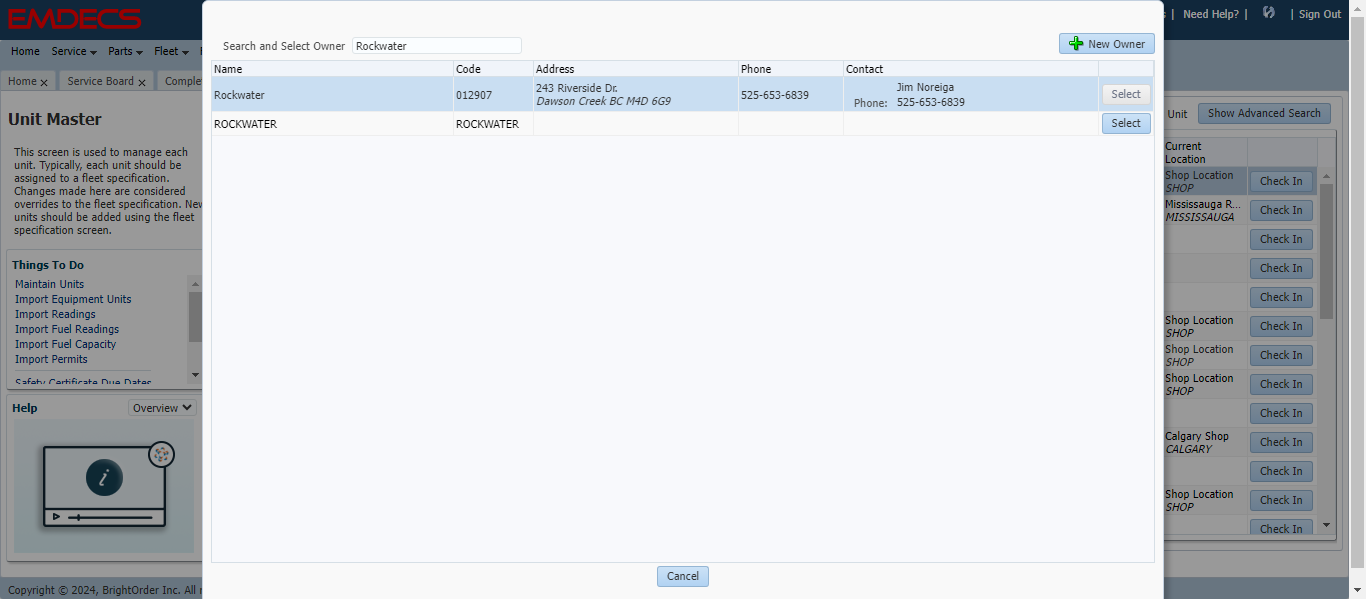 EMDECS
Need Help? |
| Sign Out
Home Service Parts Fleet
Home x Service Board x Comple
Unit Master
This screen is used to manage each
unit. Typically, each unit should be
assigned to a fleet specification.
Changes made here are considered
overrides to the fleet specification. New
units should be added using the fleet
specification screen.
Things To Do
Maintain Units
Import Equipment Units
Import Readings
Import Fuel Readings
Import Fuel Capacity
Import Permits
Safety Certificate Due Dates
Help Overview
i
Search and Select Owner Rockwater
New Owner
Name Code Address Phone Contact
Rockwater 012907 243 Riverside Dr. 525-653-6839 Jim Noreiga Select
Dawson Creek BC M4D 6G9 Phone: 525-653-6839
ROCKWATER ROCKWATER Select
Cancel
Unit Show Advanced Search
Current
Location
Shop Location Check In
SHOP
Mississauga R... Check In
MISSISSAUGA
Check In
Check In
Check In
Shop Location Check In
SHOP
Shop Location Check In
SHOP
Shop Location Check In
SHOP
Check In
Calgary Shop Check In
CALGARY
Check In
Shop Location Check In
SHOP
Check In
Copyright © 2024, BrightOrder Inc. All